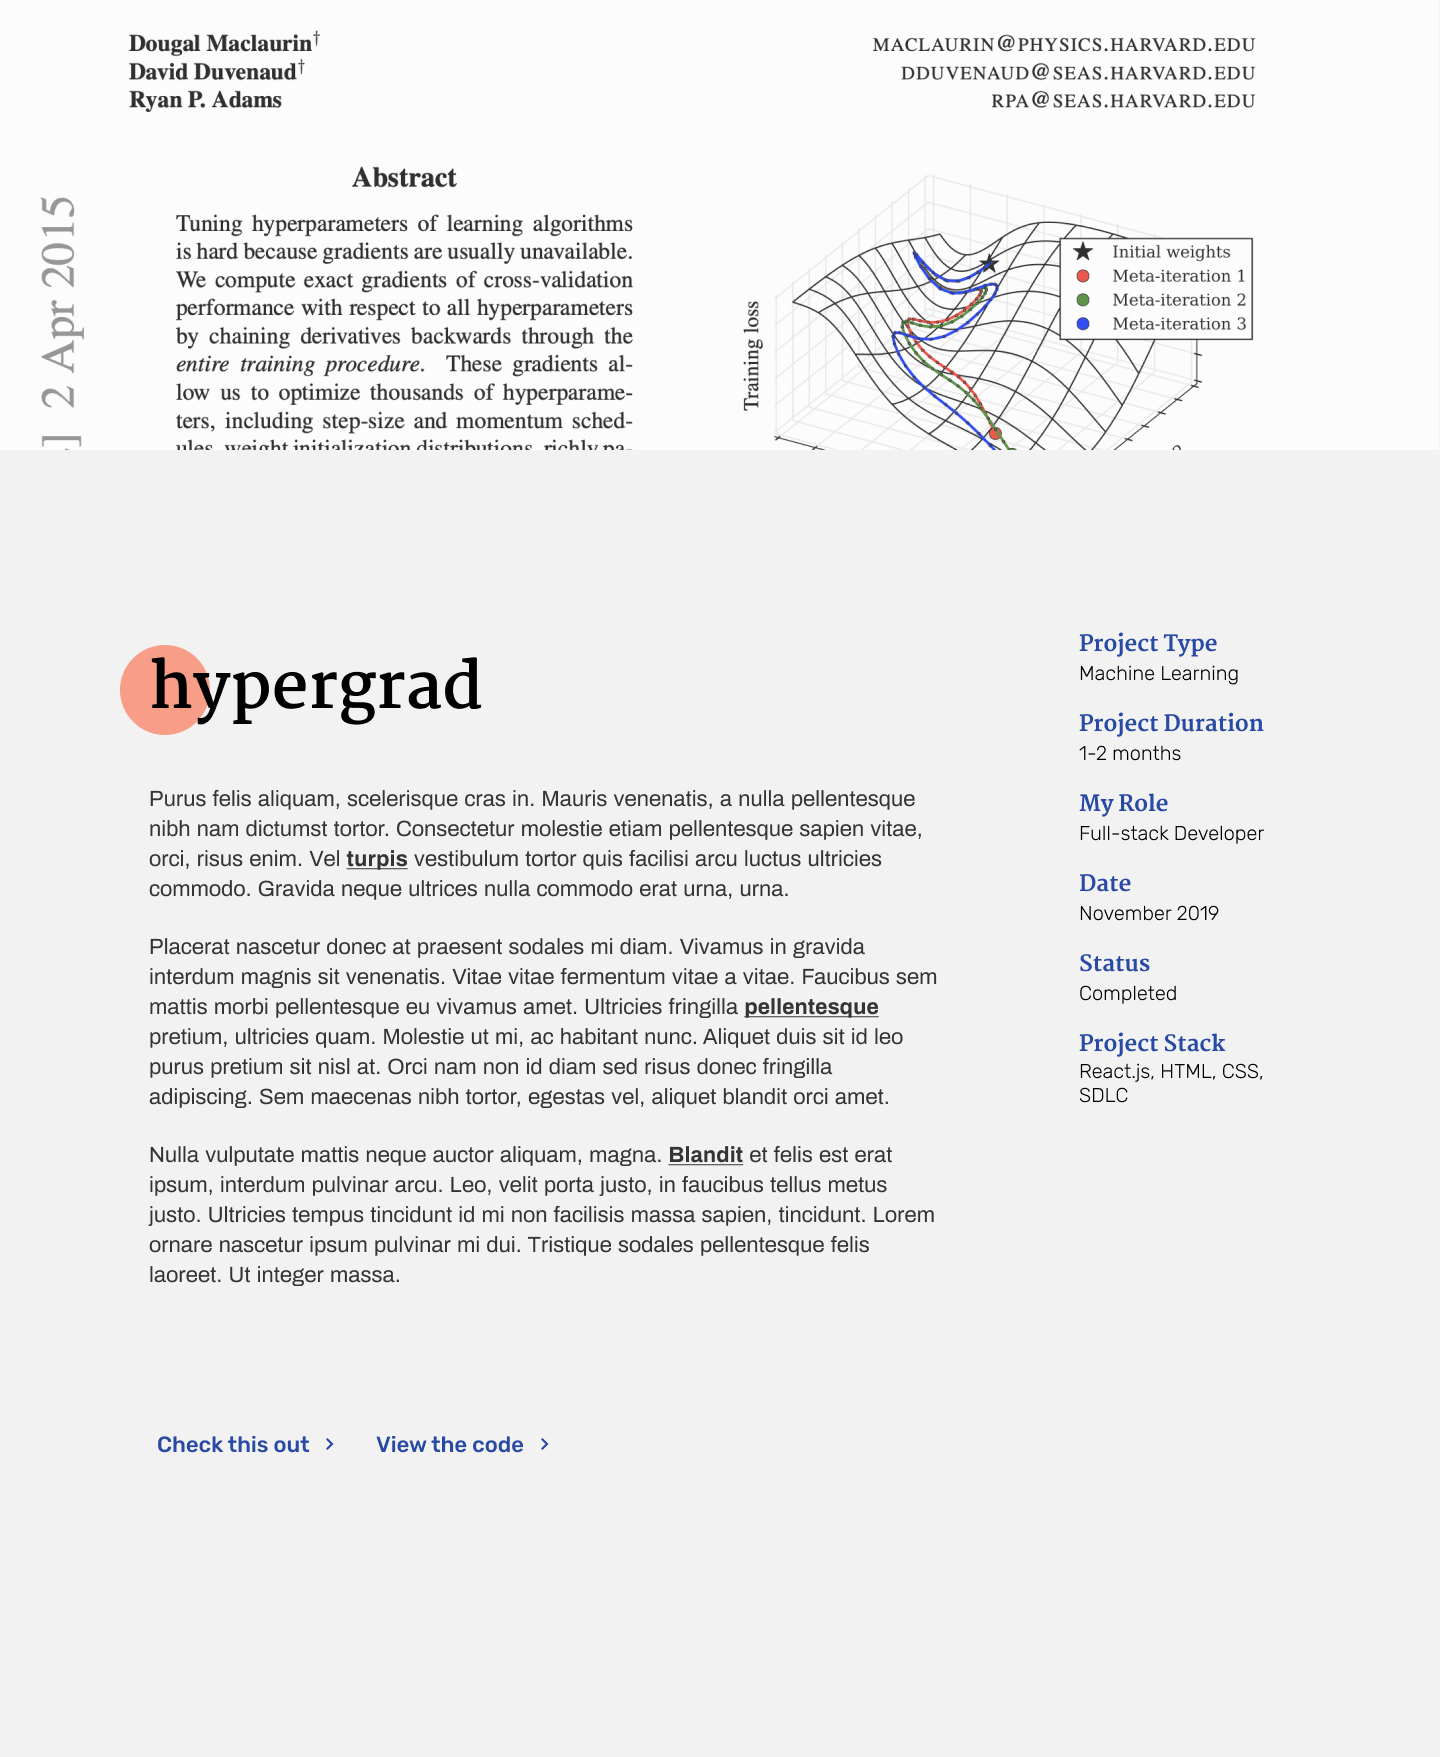 Dougal Maclaurin†
David Duvenaud†
Ryan P. Adams
MACLAURIN@PHYSICS.HARVARD.EDU
DDUVENAUD@SEAS.HARVARD.EDU
RPA@SEAS.HARVARD.EDU
] 2 Apr 2015
Abstract
Tuning hyperparameters of learning algorithms
is hard because gradients are usually unavailable.
We compute exact gradients of cross-validation
performance with respect to all hyperparameters
by chaining derivatives backwards through the
entire training procedure. These gradients al-
low us to optimize thousands of hyperparame-
ters, including step-size and momentum sched-
ules, weight initialization distributions, richly pa-
Training loss
Initial weights
Meta-iteration 1
Meta-iteration 2
Meta-iteration 3
hypergrad
Purus felis aliquam, scelerisque cras in. Mauris venenatis, a nulla pellentesque
nibh nam dictumst tortor. Consectetur molestie etiam pellentesque sapien vitae,
orci, risus enim. Vel turpis vestibulum tortor quis facilisi arcu luctus ultricies
commodo. Gravida neque ultrices nulla commodo erat urna, urna.
Placerat nascetur donec at praesent sodales mi diam. Vivamus in gravida
interdum magnis sit venenatis. Vitae vitae fermentum vitae a vitae. Faucibus sem
mattis morbi pellentesque eu vivamus amet. Ultricies fringilla pellentesque
pretium, ultricies quam. Molestie ut mi, ac habitant nunc. Aliquet duis sit id leo
purus pretium sit nisl at. Orci nam non id diam sed risus donec fringilla
adipiscing. Sem maecenas nibh tortor, egestas vel, aliquet blandit orci amet.
Nulla vulputate mattis neque auctor aliquam, magna. Blandit et felis est erat
ipsum, interdum pulvinar arcu. Leo, velit porta justo, in faucibus tellus metus
justo. Ultricies tempus tincidunt id mi non facilisis massa sapien, tincidunt. Lorem
ornare nascetur ipsum pulvinar mi dui. Tristique sodales pellentesque felis
laoreet. Ut integer massa.
Check this out
View the code
Project Type
Machine Learning
Project Duration
1-2 months
My Role
Full-stack Developer
Date
November 2019
Status
Completed
Project Stack
React.js, HTML, CSS,
SDLC